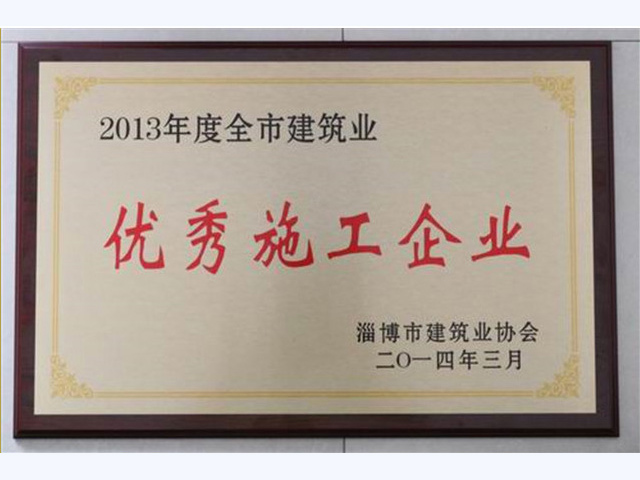 2013年度全市建筑业
优秀施工企业
淄博市建筑业协会
二〇一四年三月